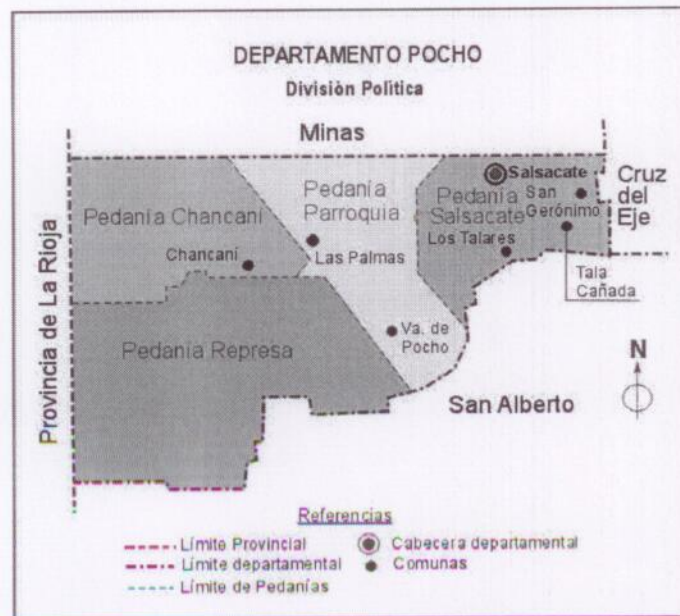 DEPARTAMENTO POCHO
División Política
Minas
Salsacate
Cruz
del
Eje
Pedanía
Parroquia
Pedanía
Salsacate
San
Gerónimo
Pedanía Chancaní
Los Talares
Chancaní
Las Palmas
Tala
Cañada
Provincia de La Rioja
Pedanía Represa
Va. de
Pocho
N
San Alberto
Referencias
Límite Provincial
Cabecera departamental
Límite departamental
Comunas
Límite de Pedanías